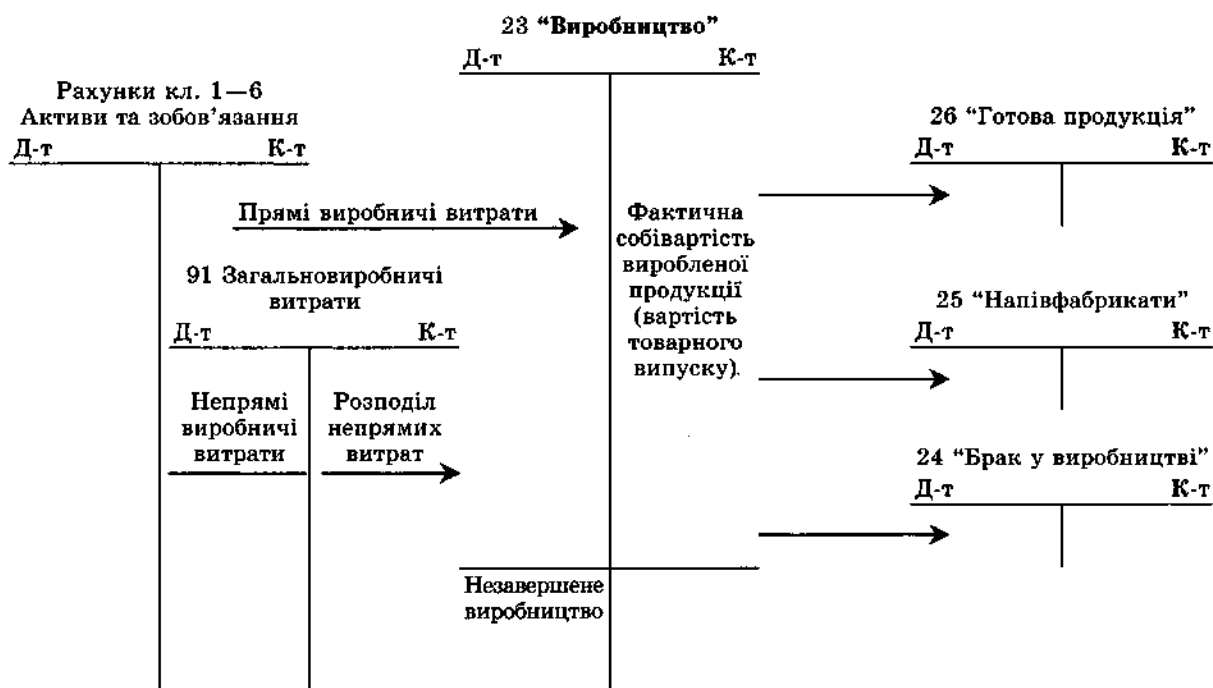 23 “Виробництво”
Д-т К-т
Рахунки кл. 1—6
Активи та зобов’язання
Д-т К-т
Прямі виробничі витрати
91 Загальновиробничі
витрати
Д-т К-т
Непрямі
виробничі
витрати
Розподіл
непрямих
витрат
Фактична
собівартість
виробленої
продукції
(вартість
товарного
випуску).
Незавершене
виробництво
26 “Готова продукція”
Д-т К-т
25 “Напівфабрикати”
Д-т К-т
24 “Брак у виробництві”
Д-т К-т